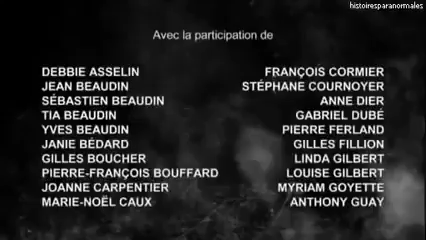 histoiresparanormales
Avec la participation de
DEBBIE ASSELIN
JEAN BEAUDIN
SÉBASTIEN BEAUDIN
TIA BEAUDIN
YVES BEAUDIN
JANIE BÉDARD
GILLES BOUCHER
PIERRE-FRANÇOIS BOUFFARD
JOANNE CARPENTIER
MARIE-NOËL CAUX
FRANÇOIS CORMIER
STÉPHANE COURNOYER
ANNE DIER
GABRIEL DUBÉ
PIERRE FERLAND
GILLES FILLION
LINDA GILBERT
LOUISE GILBERT
MYRIAM GOYETTE
ANTHONY GUAY